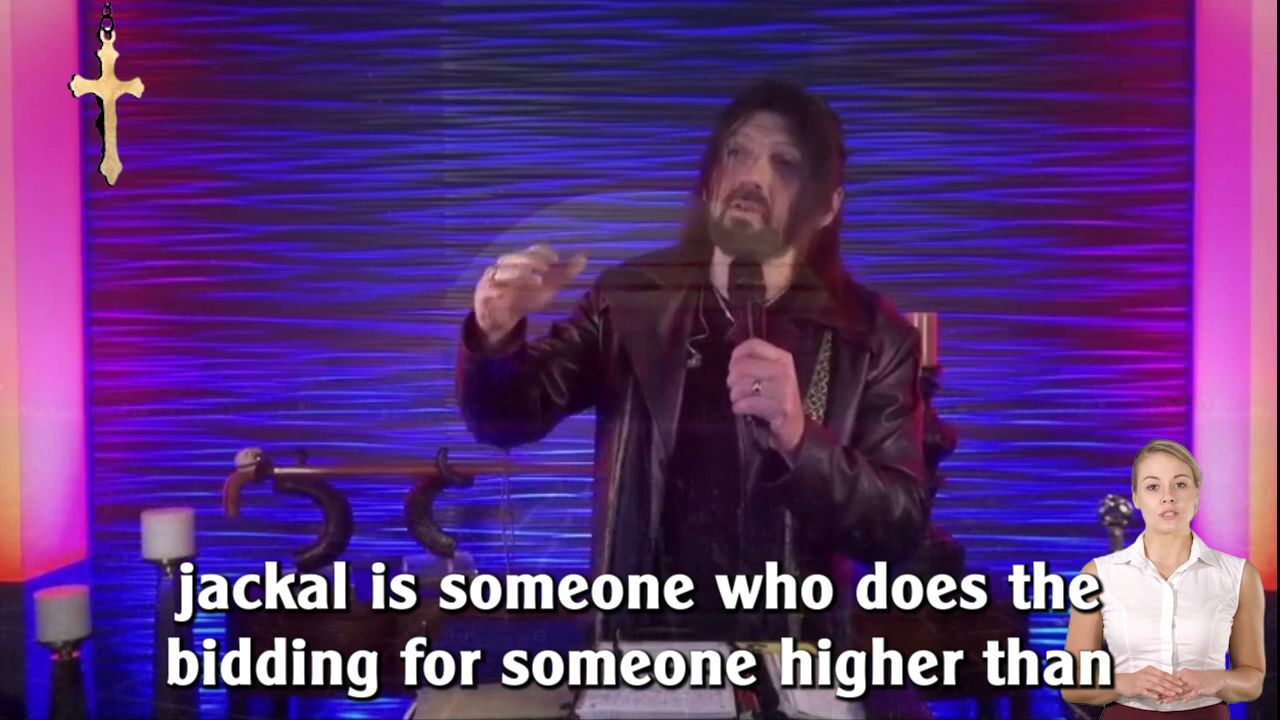 jackal is someone who does the
bidding for someone higher than